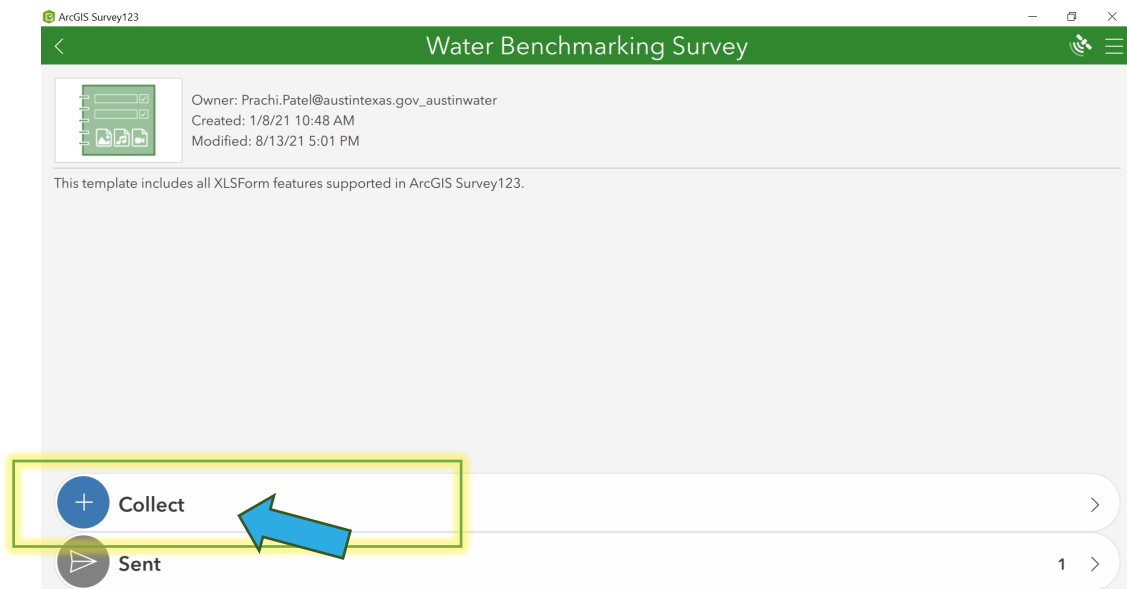 ArcGIS Survey123
Water Benchmarking Survey
Owner: Prachi.Patel@austintexas.gov_austinwater
Created: 1/8/21 10:48 AM
Modified: 8/13/21 5:01 PM
This template includes all XLSForm features supported in ArcGIS Survey123.
Collect
Sent 1